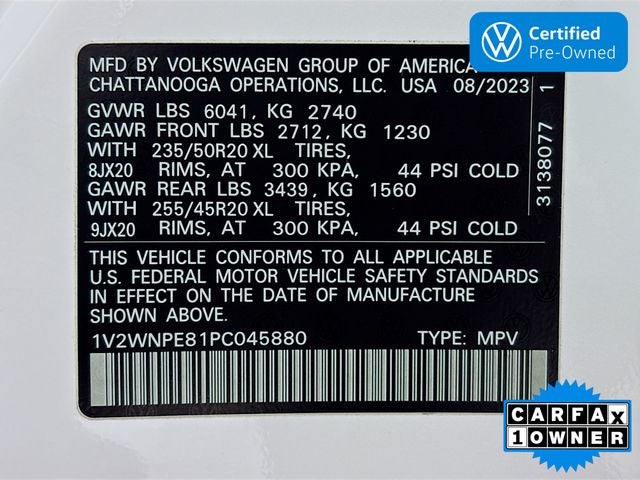 Certified
Pre-Owned
MFD BY VOLKSWAGEN GROUP OF AMERICA
CHATTANOOGA OPERATIONS, LLC. USA 08/2023
GVWR LBS 6041, KG 2740
GAWR FRONT LBS 2712, KG 1230
WITH 235/50R20 XL TIRES,
8JX20 RIMS, AT 300 KPA, 44 PSI COLD
GAWR REAR LBS 3439, KG 1560
WITH 255/45R20 XL TIRES,
9JX20 RIMS, AT 300 KPA, 44 PSI COLD
THIS VEHICLE CONFORMS TO ALL APPLICABLE
U.S. FEDERAL MOTOR VEHICLE SAFETY STANDARDS
IN EFFECT ON THE DATE OF MANUFACTURE
SHOWN ABOVE.
1V2WNPE81PC045880 TYPE: MPV
3138077 1
CARFAX
1 OWNER